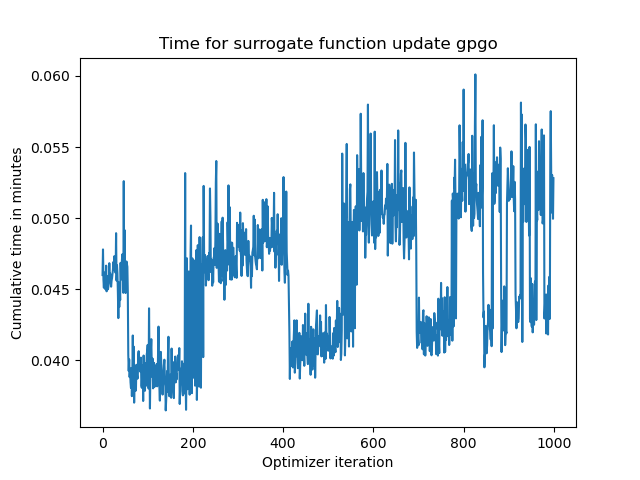 Time for surrogate function update gpgo
0.060
0.055
0.050
0.045
0.040
Cumulative time in minutes
0 200 400 600 800 1000
Optimizer iteration